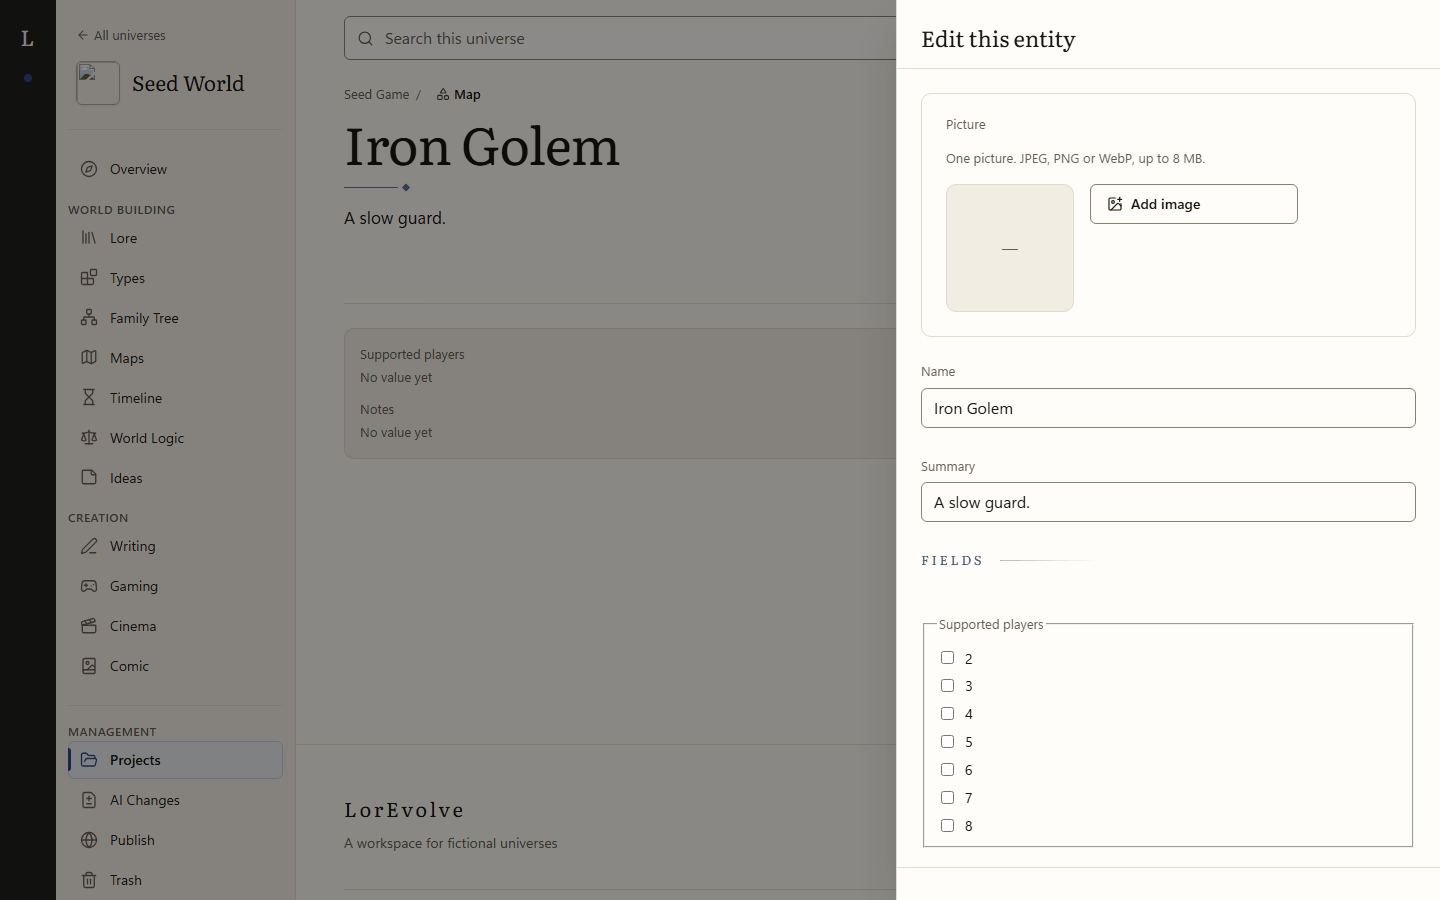 L
All universes
Seed World
Overview
WORLD BUILDING
Lore
Types
Family Tree
Maps
Timeline
World Logic
Ideas
CREATION
Writing
Gaming
Cinema
Comic
MANAGEMENT
Projects
AI Changes
Publish
Trash
Search this universe
Seed Game / Map
Iron Golem
A slow guard.
Supported players
No value yet
Notes
No value yet
LorEvolve
A workspace for fictional universes
Edit this entity
Picture
One picture. JPEG, PNG or WebP, up to 8 MB.
—
Add image
Name
Iron Golem
Summary
A slow guard.
FIELDS
Supported players
2
3
4
5
6
7
8